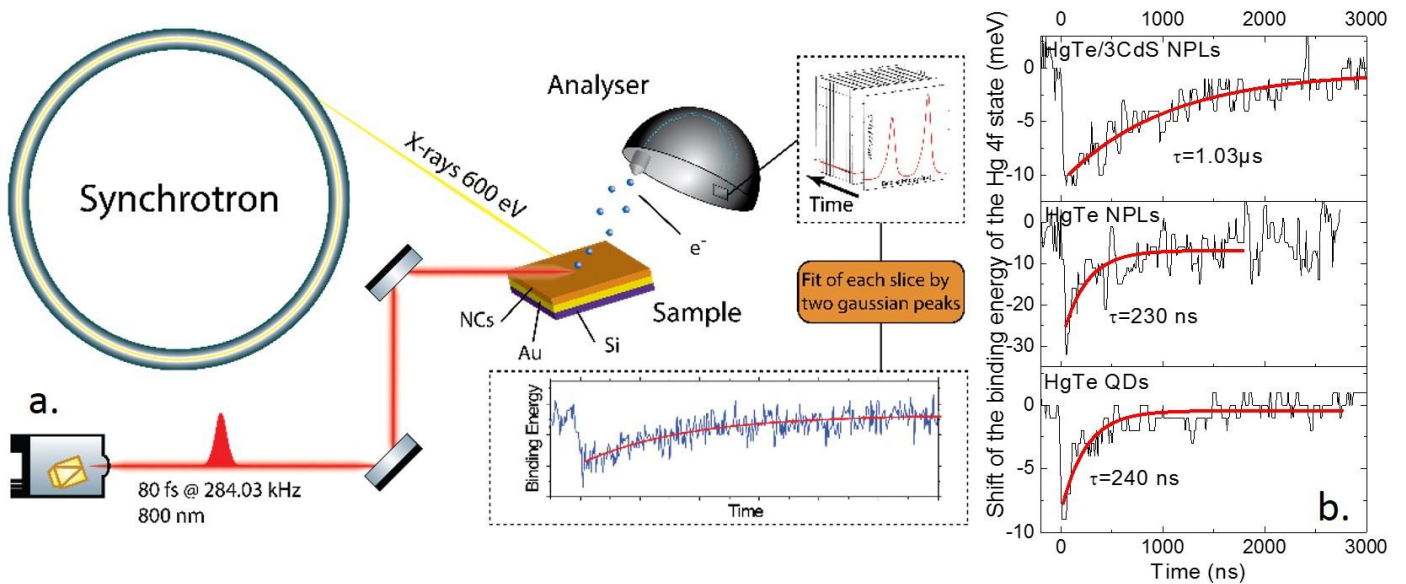 Synchrotron
X-rays 600 eV
Analyser
e⁻
Time
NCs
Au
Si
Sample
Fit of each slice by
two gaussian peaks
a.
80 fs @ 284.03 kHz
800 nm
Binding Energy
Time
0 1000 2000 3000
Shift of the binding energy of the Hg 4f state (meV)
HgTe/3CdS NPLs
0
-5
-10
τ=1.03µs
HgTe NPLs
0
-10
-20
-30
τ=230 ns
HgTe QDs
0
-5
-10
τ=240 ns
b.
0 1000 2000 3000
Time (ns)